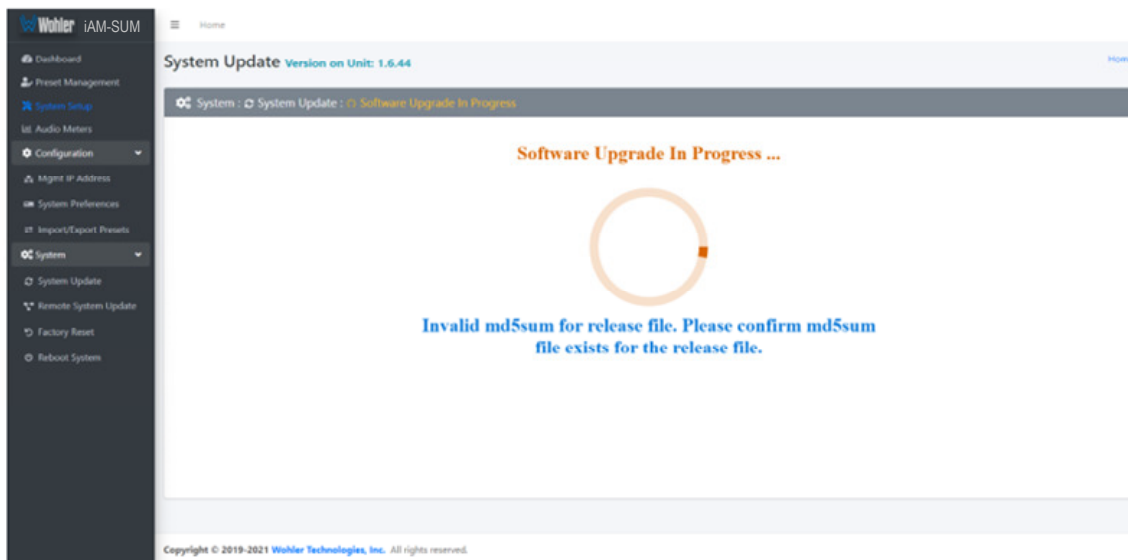 Wohler iAM-SUM
Home
Dashboard
Preset Management
System Setup
Audio Meters
Configuration
Mgmt IP Address
System Preferences
Import/Export Presets
System
System Update
Remote System Update
Factory Reset
Reboot System
System Update Version on Unit: 1.6.44
Hom
System : System Update : Software Upgrade In Progress
Software Upgrade In Progress ...
Invalid md5sum for release file. Please confirm md5sum
file exists for the release file.
Copyright © 2019-2021 Wohler Technologies, Inc. All rights reserved.